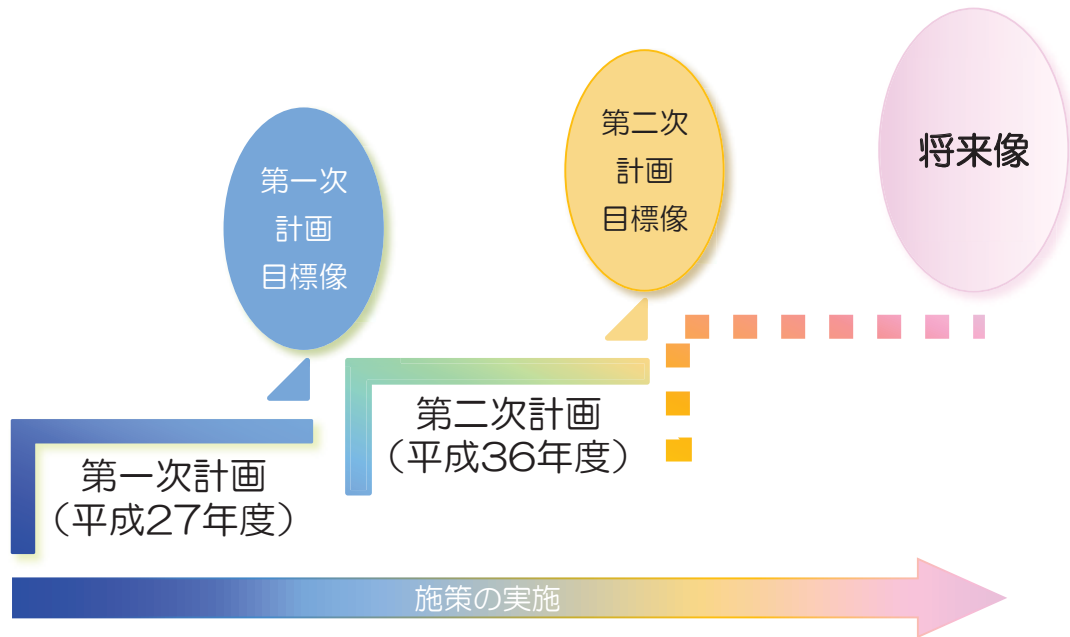 第一次
計画
目標像
第二次
計画
目標像
将来像
第一次計画
（平成27年度）
第二次計画
（平成36年度）
施策の実施